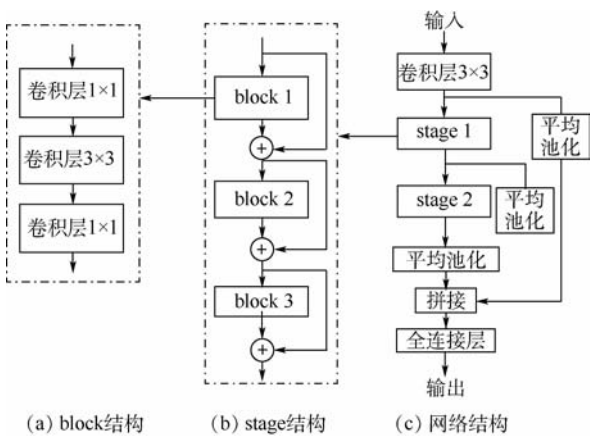 卷积层1×1
卷积层3×3
卷积层1×1
(a) block结构
block 1
+
block 2
+
block 3
+
(b) stage结构
输入
卷积层3×3
stage 1
平均
池化
stage 2
平均
池化
平均池化
拼接
全连接层
输出
(c) 网络结构